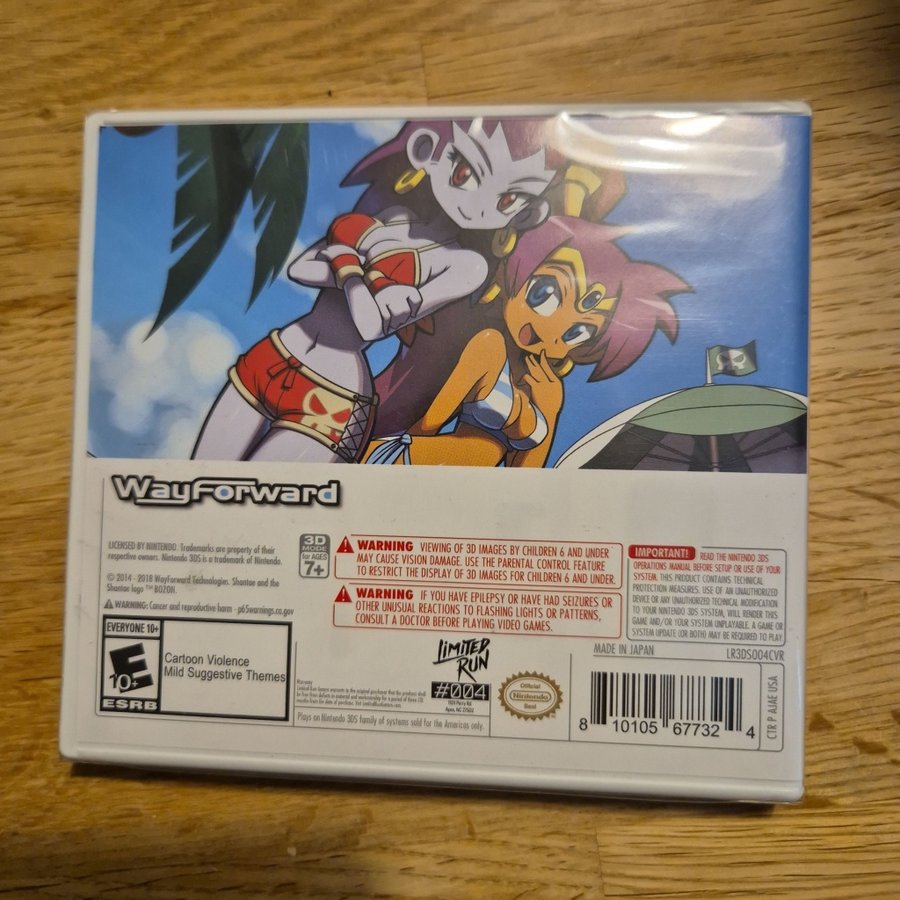 WayForward
LICENSED BY NINTENDO. Trademarks are property of their
respective owners. Nintendo 3DS is a trademark of Nintendo.
© 2014 - 2018 WayForward Technologies. Shantae and the
Shantae logo ™ BOZON.
⚠ WARNING: Cancer and reproductive harm - p65warnings.ca.gov
3D
MODE
for AGES
7+
WARNING VIEWING OF 3D IMAGES BY CHILDREN 6 AND UNDER
MAY CAUSE VISION DAMAGE. USE THE PARENTAL CONTROL FEATURE
TO RESTRICT THE DISPLAY OF 3D IMAGES FOR CHILDREN 6 AND UNDER.
WARNING IF YOU HAVE EPILEPSY OR HAVE HAD SEIZURES OR
OTHER UNUSUAL REACTIONS TO FLASHING LIGHTS OR PATTERNS,
CONSULT A DOCTOR BEFORE PLAYING VIDEO GAMES.
IMPORTANT! READ THE NINTENDO 3DS
OPERATIONS MANUAL BEFORE SETUP OR USE OF YOUR
SYSTEM. THIS PRODUCT CONTAINS TECHNICAL
PROTECTION MEASURES. USE OF AN UNAUTHORIZED
DEVICE OR ANY UNAUTHORIZED TECHNICAL MODIFICATION
TO YOUR NINTENDO 3DS SYSTEM, WILL RENDER THIS
GAME AND/OR YOUR SYSTEM UNPLAYABLE. A GAME OR
SYSTEM UPDATE (OR BOTH) MAY BE REQUIRED TO PLAY
EVERYONE 10+
E
10+
ESRB
Cartoon Violence
Mild Suggestive Themes
Warranty
Plays on Nintendo 3DS family of systems sold for the Americas only.
LIMITED
RUN
#004
Official
Nintendo
Seal
MADE IN JAPAN
LR3DS004CVR
8 10105 67732 4
CTR P AJAE USA